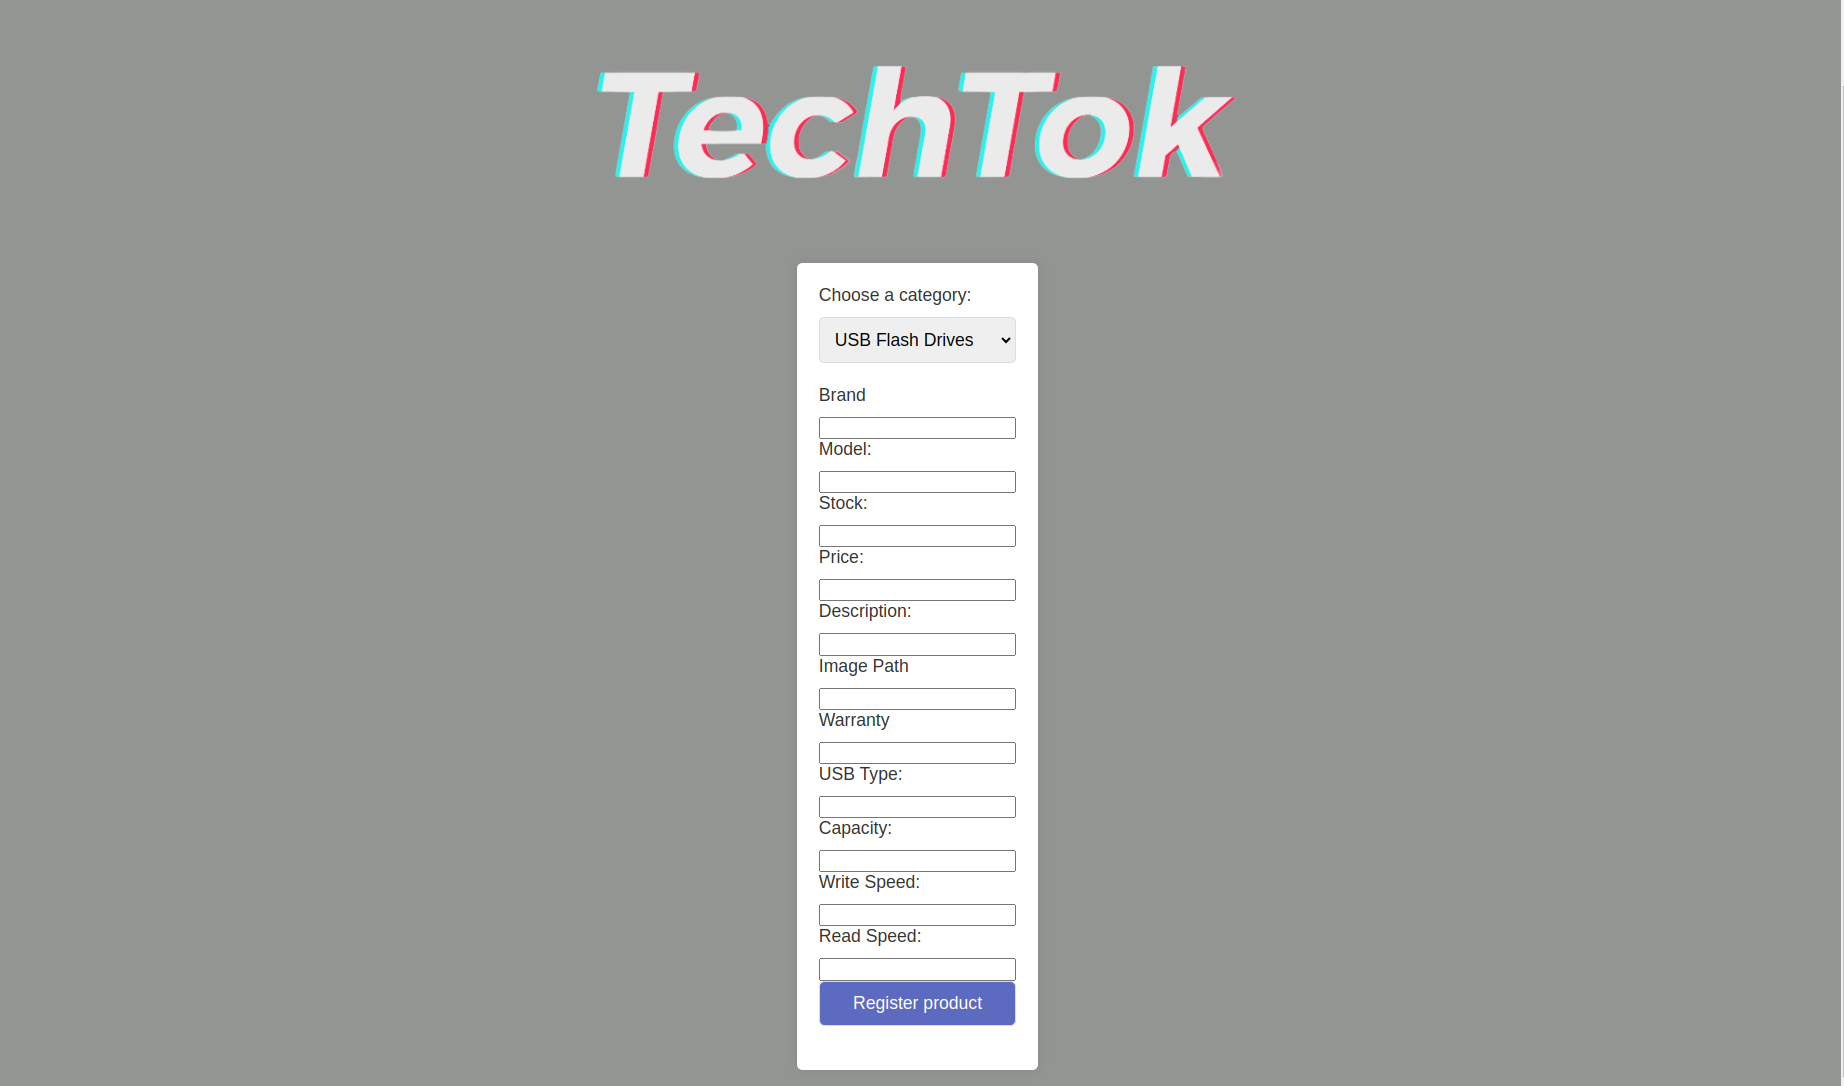 TechTok
Choose a category:
USB Flash Drives
Brand
Model:
Stock:
Price:
Description:
Image Path
Warranty
USB Type:
Capacity:
Write Speed:
Read Speed:
Register product